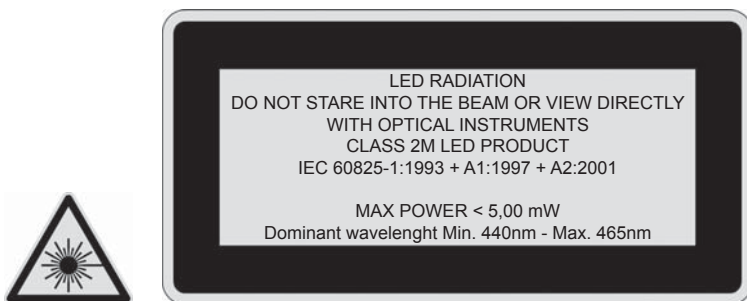 LED RADIATION
DO NOT STARE INTO THE BEAM OR VIEW DIRECTLY
WITH OPTICAL INSTRUMENTS
CLASS 2M LED PRODUCT
IEC 60825-1:1993 + A1:1997 + A2:2001
MAX POWER < 5,00 mW
Dominant wavelenght Min. 440nm - Max. 465nm